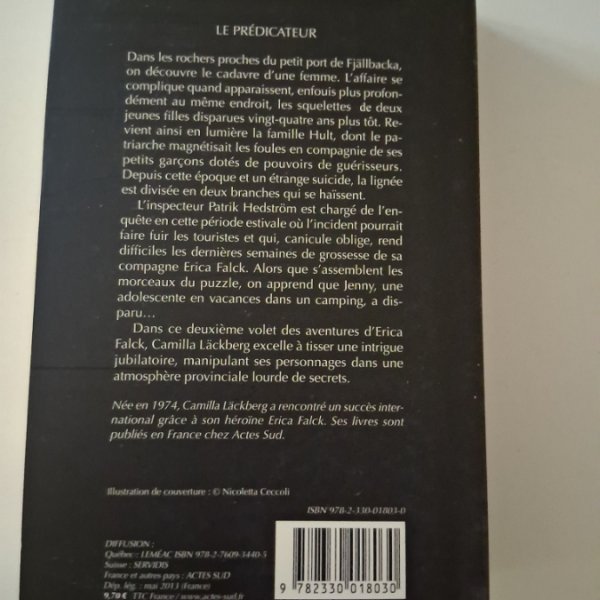 LE PRÉDICATEUR
Dans les rochers proches du petit port de Fjällbacka,
on découvre le cadavre d'une femme. L'affaire se
complique quand apparaissent, enfouis plus profon-
dément au même endroit, les squelettes de deux
jeunes filles disparues vingt-quatre ans plus tôt. Re-
vient ainsi en lumière la famille Hult, dont le pa-
triarche magnétisait les foules en compagnie de ses
petits garçons dotés de pouvoirs de guérisseurs.
Depuis cette époque et un étrange suicide, la lignée
est divisée en deux branches qui se haïssent.
L'inspecteur Patrik Hedström est chargé de l'en-
quête en cette période estivale où l'incident pourrait
faire fuir les touristes et qui, canicule oblige, rend
difficiles les dernières semaines de grossesse de sa
compagne Erica Falck. Alors que s'assemblent les
morceaux du puzzle, on apprend que Jenny, une
adolescente en vacances dans un camping, a dis-
paru...
Dans ce deuxième volet des aventures d'Erica
Falck, Camilla Läckberg excelle à tisser une intrigue
jubilatoire, manipulant ses personnages dans une
atmosphère provinciale lourde de secrets.
Née en 1974, Camilla Läckberg a rencontré un succès inter-
national grâce à son héroïne Erica Falck. Ses livres sont
publiés en France chez Actes Sud.
Illustration de couverture : © Nicoletta Ceccoli
ISBN 978-2-330-01803-0
DIFFUSION :
Québec : LEMÉAC ISBN 978-2-7609-3440-5
Suisse : SERVIDIS
France et autres pays : ACTES SUD
Dép. lég. : mai 2013 (France)
9,70 € TTC France / www.actes-sud.fr
9 782330 018030